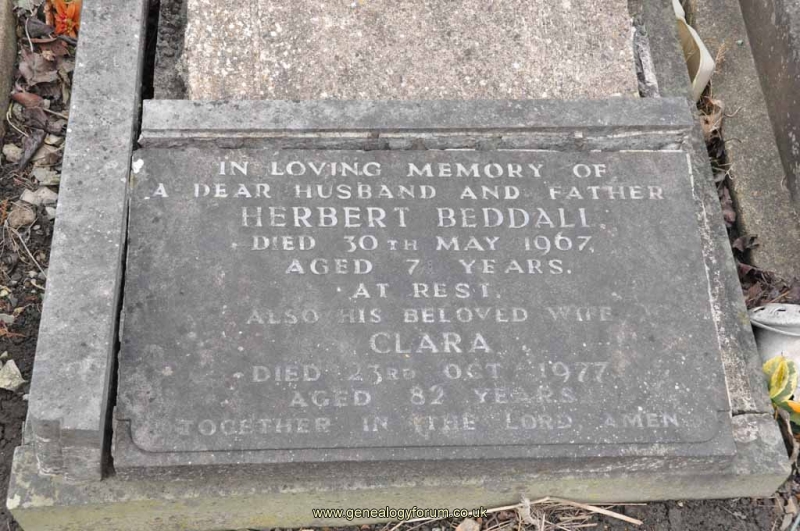 IN LOVING MEMORY OF
A DEAR HUSBAND AND FATHER
HERBERT BEDDALL
DIED 30TH MAY 1967,
AGED 7 YEARS.
AT REST.
ALSO HIS BELOVED WIFE
CLARA
DIED 23RD OCT. 1977
AGED 82 YEARS
TOGETHER IN THE LORD AMEN
www.genealogyforum.co.uk